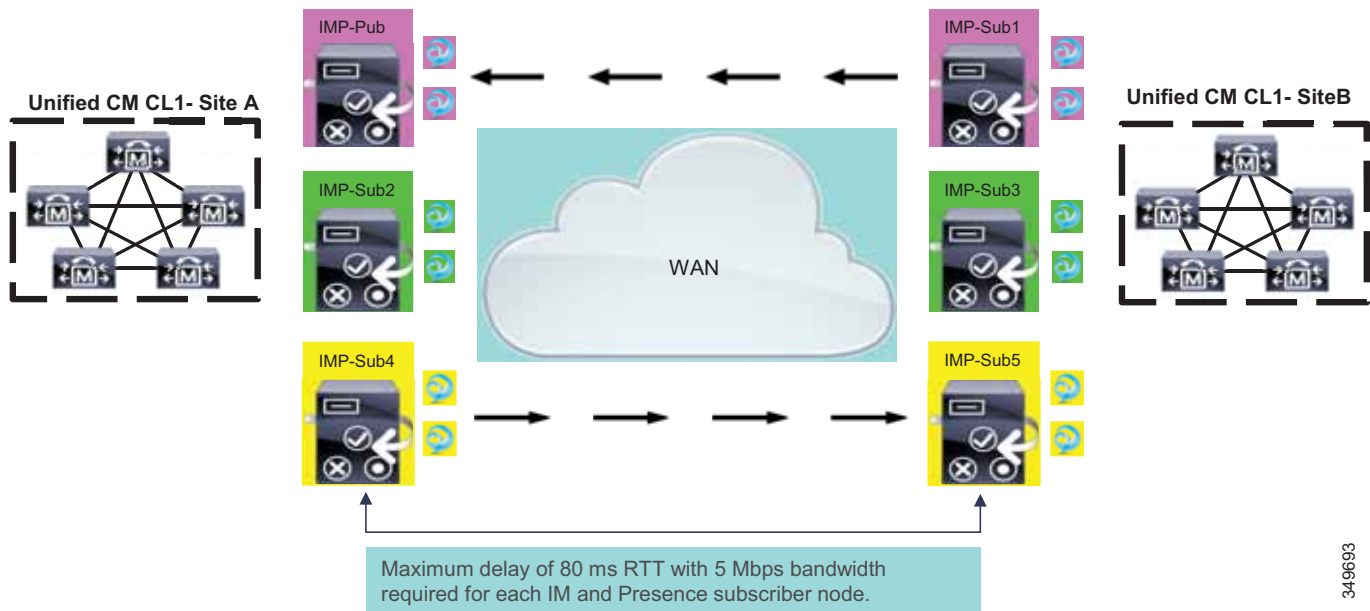 IMP-Pub
IMP-Sub1
Unified CM CL1- Site A
Unified CM CL1- SiteB
M
M
M
M
M
M
M
M
M
M
IMP-Sub2
IMP-Sub3
WAN
IMP-Sub4
IMP-Sub5
Maximum delay of 80 ms RTT with 5 Mbps bandwidth
required for each IM and Presence subscriber node.
349693